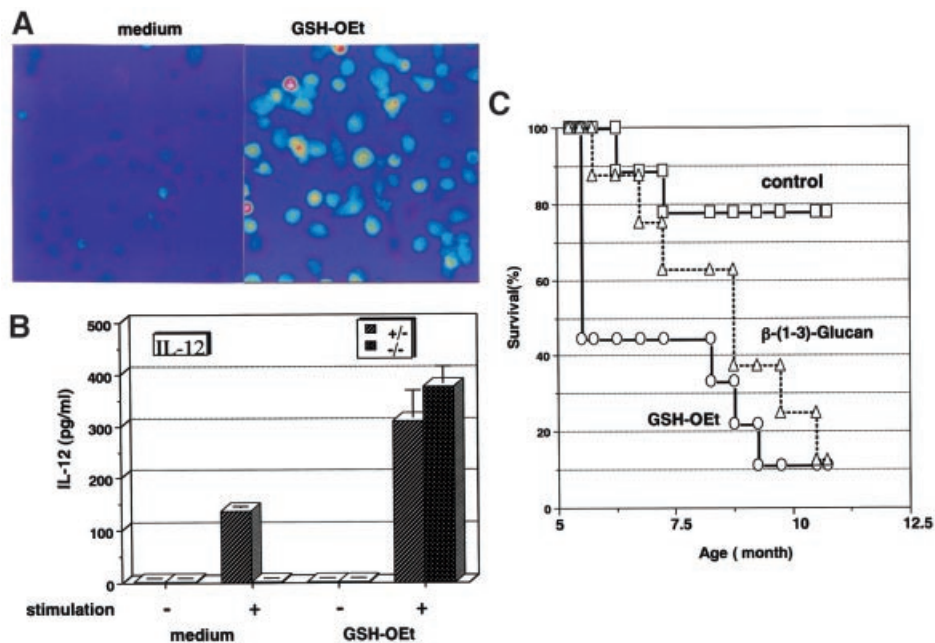 A
medium GSH-OEt
B
500
400
300
200
100
0
IL-12 (pg/ml)
IL-12
+/-
-/-
stimulation - + - +
medium GSH-OEt
C
100
80
60
40
20
0
Survival(%)
control
β-(1-3)-Glucan
GSH-OEt
5 7.5 10 12.5
Age ( month)